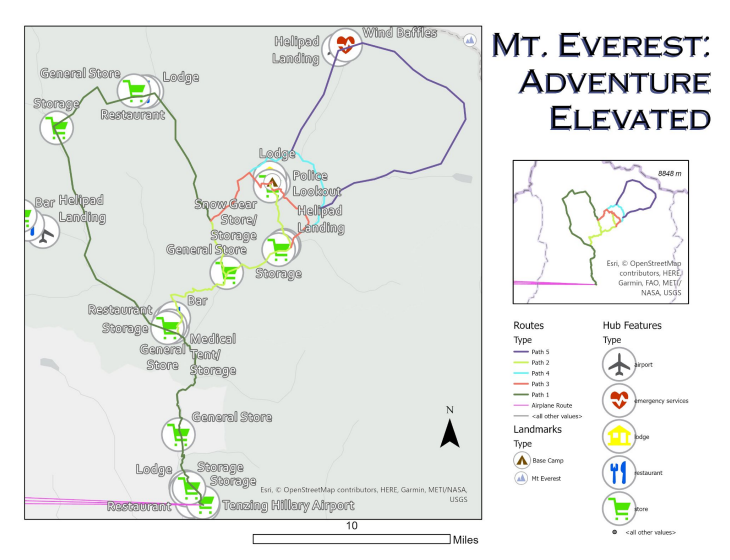 MT. EVEREST:
ADVENTURE
ELEVATED
Helipad
Landing
Wind Baffles
General Store
Lodge
Restaurant
Storage
Lodge
Police
Lookout
Bar
Helipad
Landing
Snow Gear
Store/
Storage
Helipad
Landing
General Store
Storage
Restaurant
Bar
Storage
General
Store
Medical
Tent/
Storage
General Store
N
Lodge
Storage
Storage
Restaurant
Tenzing Hillary Airport
Esri, © OpenStreetMap contributors, HERE, Garmin, METI/NASA,
USGS
10
Miles
8848 m
Esri, © OpenStreetMap
contributors, HERE,
Garmin, FAO, METI/
NASA, USGS
Routes
Type
Path 5
Path 2
Path 4
Path 3
Path 1
Airplane Route
<all other values>
Landmarks
Type
Base Camp
Mt Everest
Hub Features
Type
airport
emergency services
lodge
restaurant
store
<all other values>